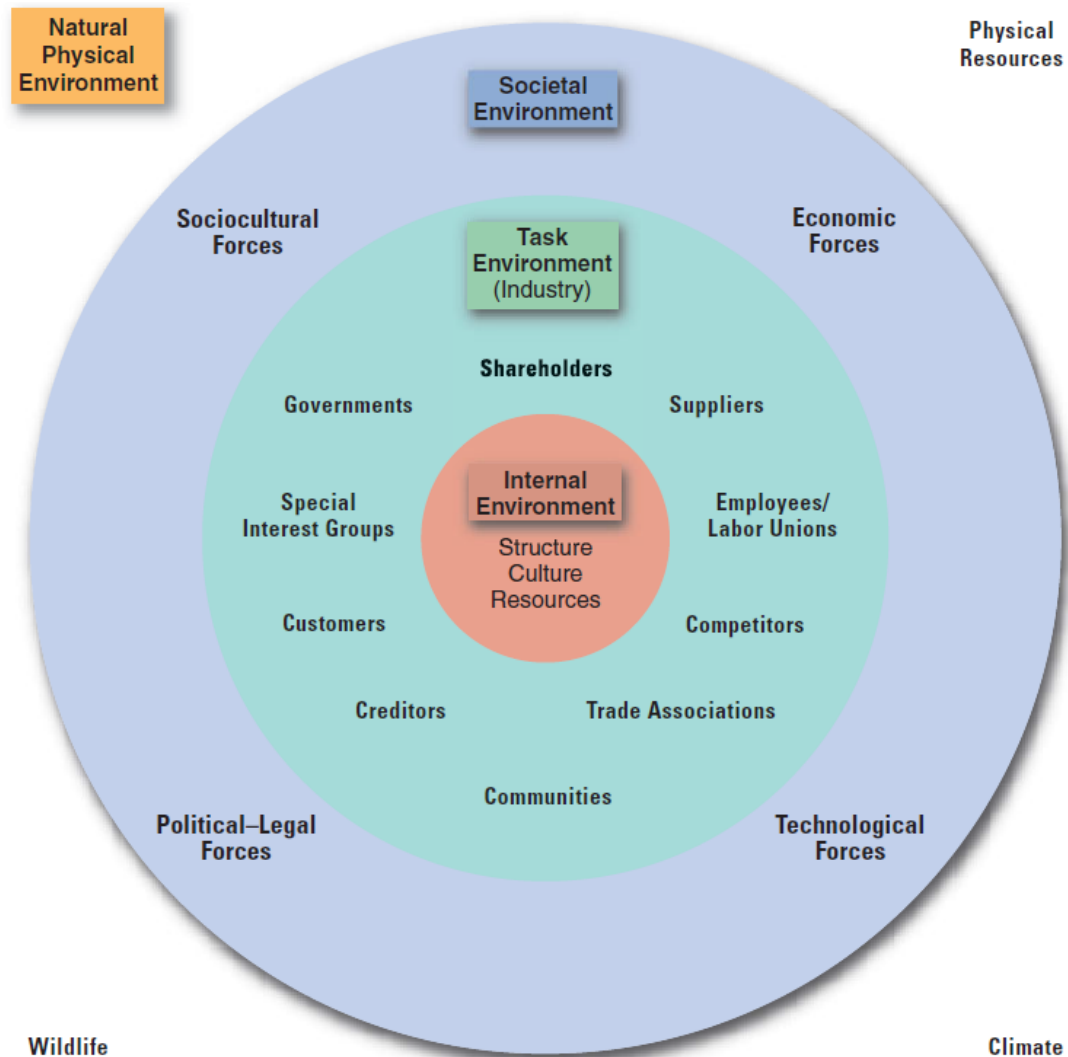 Natural
Physical
Environment
Physical
Resources
Societal
Environment
Sociocultural
Forces
Economic
Forces
Task
Environment
(Industry)
Shareholders
Governments
Suppliers
Special
Interest Groups
Internal
Environment
Structure
Culture
Resources
Employees/
Labor Unions
Customers
Competitors
Creditors
Trade Associations
Communities
Political–Legal
Forces
Technological
Forces
Wildlife
Climate